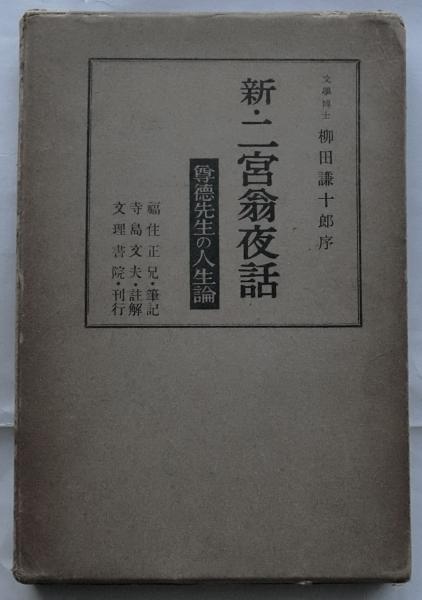 文學博士 柳田謙十郎序
新・二宮翁夜話
尊德先生の人生論
福住正兄・筆記
寺島文夫・註解
文理書院・刊行